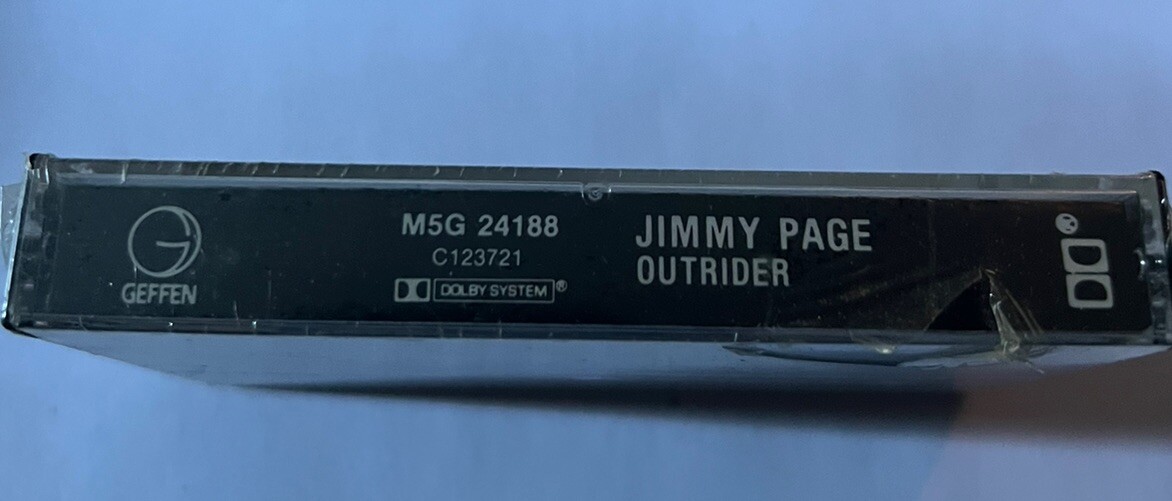 GEFFEN
M5G 24188
C123721
DOLBY SYSTEM®
JIMMY PAGE
OUTRIDER